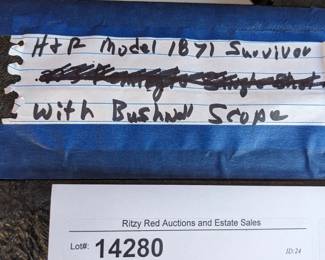 H+R Model 1871 Survivor
With Bushnell Scope
Ritzy Red Auctions and Estate Sales
Lot#: 14280
ID:24